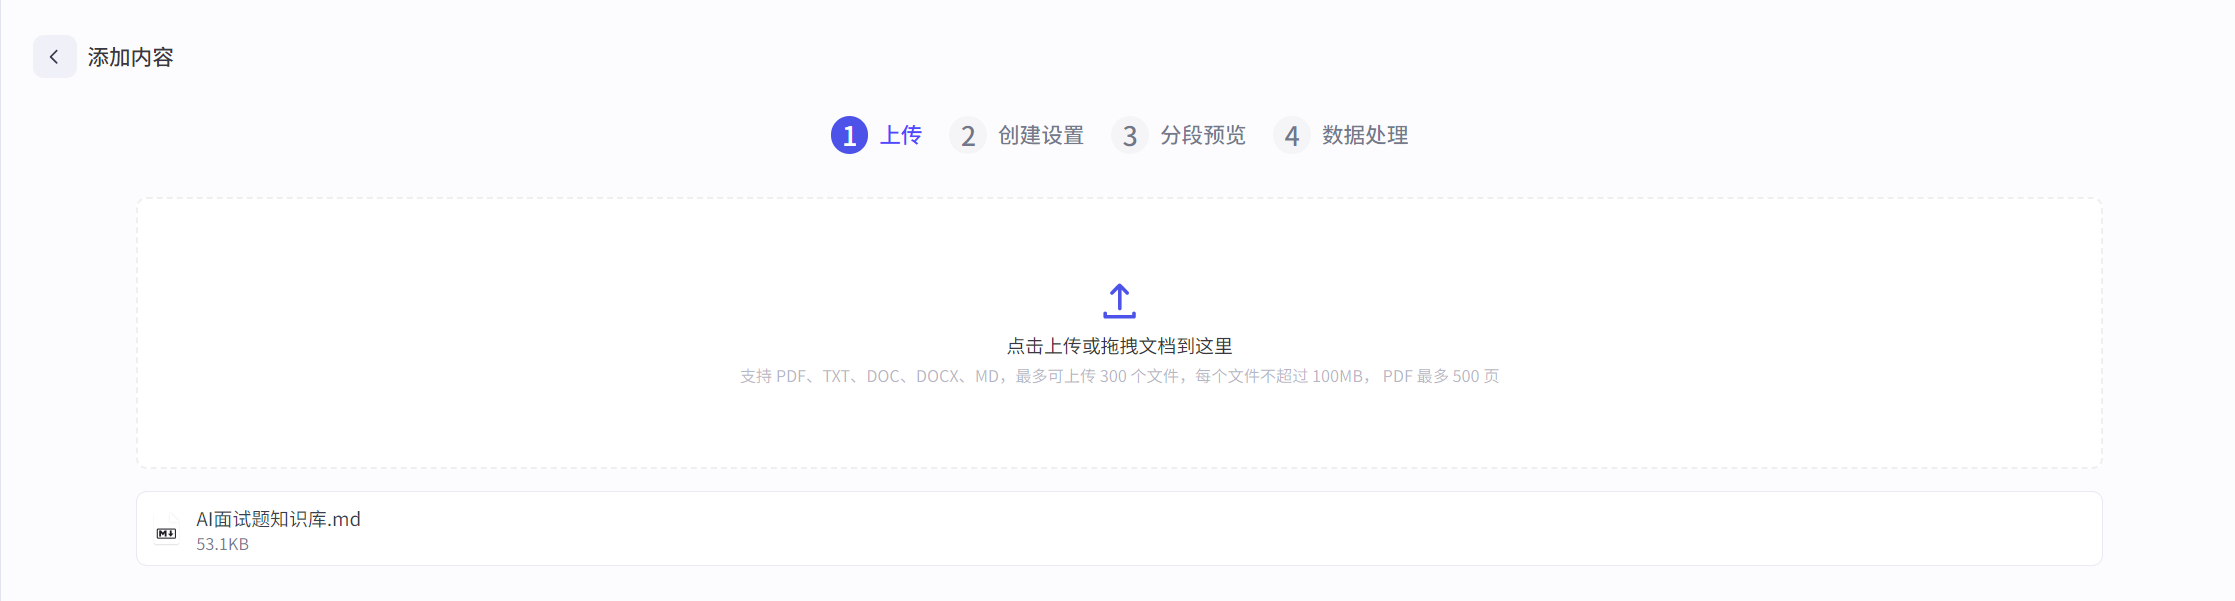 添加内容
1 上传 2 创建设置 3 分段预览 4 数据处理
点击上传或拖拽文档到这里
支持 PDF、TXT、DOC、DOCX、MD，最多可上传 300 个文件，每个文件不超过 100MB， PDF 最多 500 页
AI面试题知识库.md
M
53.1KB